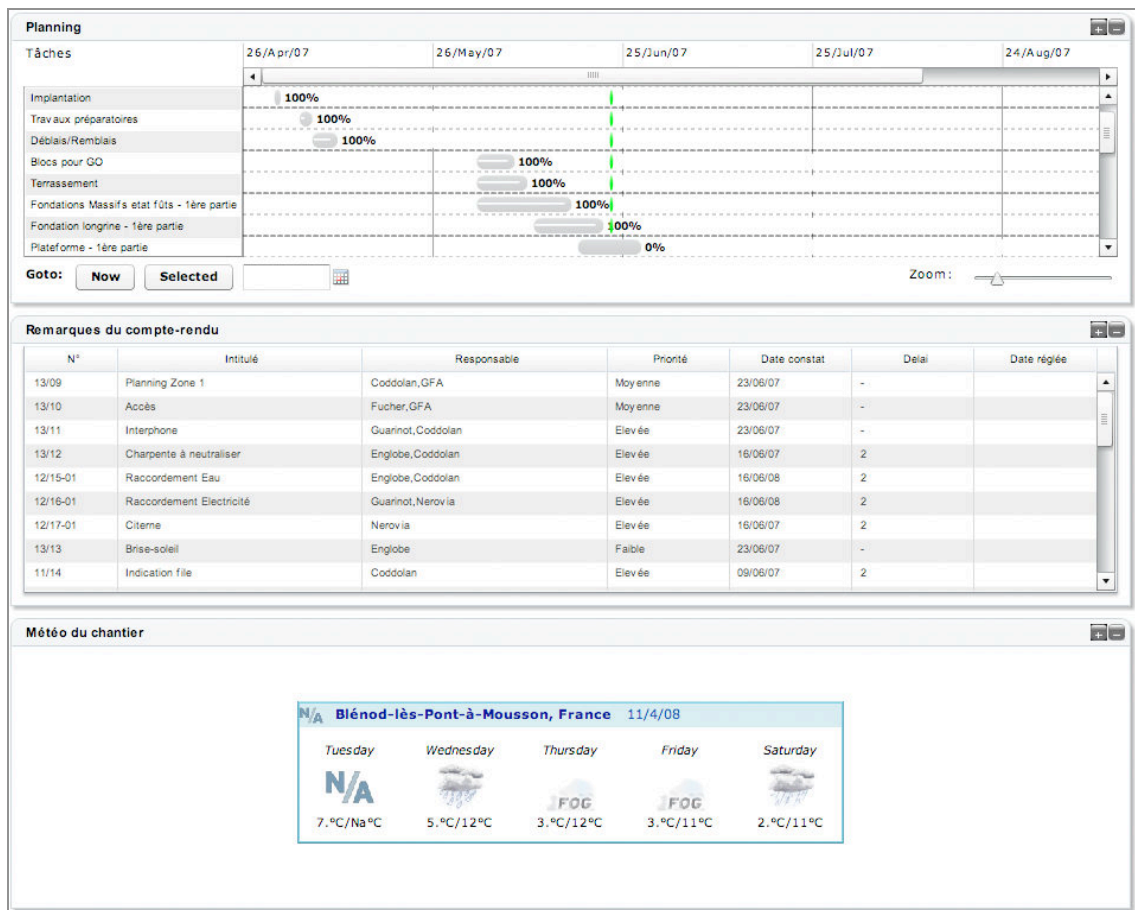 Planning
Tâches 26/Apr/07 26/May/07 25/Jun/07 25/Jul/07 24/Aug/07
Implantation 100%
Travaux préparatoires 100%
Déblais/Remblais 100%
Blocs pour GO 100%
Terrassement 100%
Fondations Massifs etat fûts - 1ère partie 100%
Fondation longrine - 1ère partie 100%
Plateforme - 1ère partie 0%
Goto: Now Selected Zoom:
Remarques du compte-rendu
N° Intitulé Responsable Priorité Date constat Delai Date réglée
13/09 Planning Zone 1 Coddolan,GFA Moyenne 23/06/07 -
13/10 Accès Fucher,GFA Moyenne 23/06/07 -
13/11 Interphone Guarinot,Coddolan Elevée 23/06/07 -
13/12 Charpente à neutraliser Englobe,Coddolan Elevée 16/06/07 2
12/15-01 Raccordement Eau Englobe,Coddolan Elevée 16/06/08 2
12/16-01 Raccordement Electricité Guarinot,Nerovia Elevée 16/06/08 2
12/17-01 Citerne Nerovia Elevée 16/06/07 2
13/13 Brise-soleil Englobe Faible 23/06/07 -
11/14 Indication file Coddolan Elevée 09/06/07 2
Météo du chantier
N/A Blénod-lès-Pont-à-Mousson, France 11/4/08
Tuesday Wednesday Thursday Friday Saturday
N/A FOG FOG
7.°C/Na°C 5.°C/12°C 3.°C/12°C 3.°C/11°C 2.°C/11°C